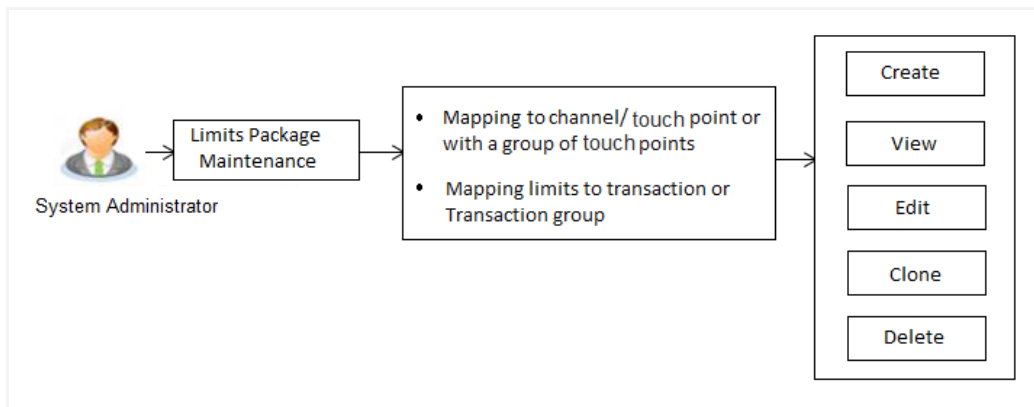 System Administrator
Limits Package
Maintenance
• Mapping to channel/ touch point or
with a group of touch points
• Mapping limits to transaction or
Transaction group
Create
View
Edit
Clone
Delete